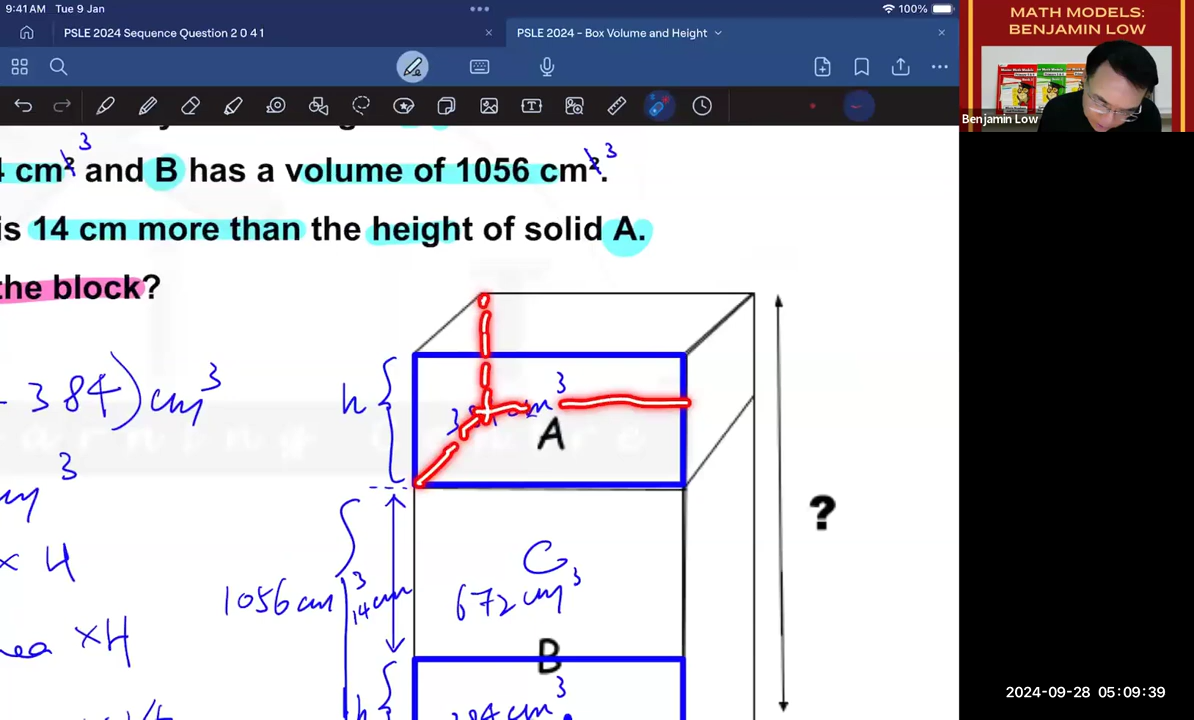 9:41 AM Tue 9 Jan
100%
MATH MODELS:
BENJAMIN LOW
PSLE 2024 Sequence Question 2 0 4 1
PSLE 2024 - Box Volume and Height
Benjamin Low
cm³ and B has a volume of 1056 cm³.
is 14 cm more than the height of solid A.
the block?
- 384) cm³
h
cm³
A
?
× H
C
672 cm³
1056 cm³
14 cm
× H
B
h
384 cm³
2024-09-28 05:09:39